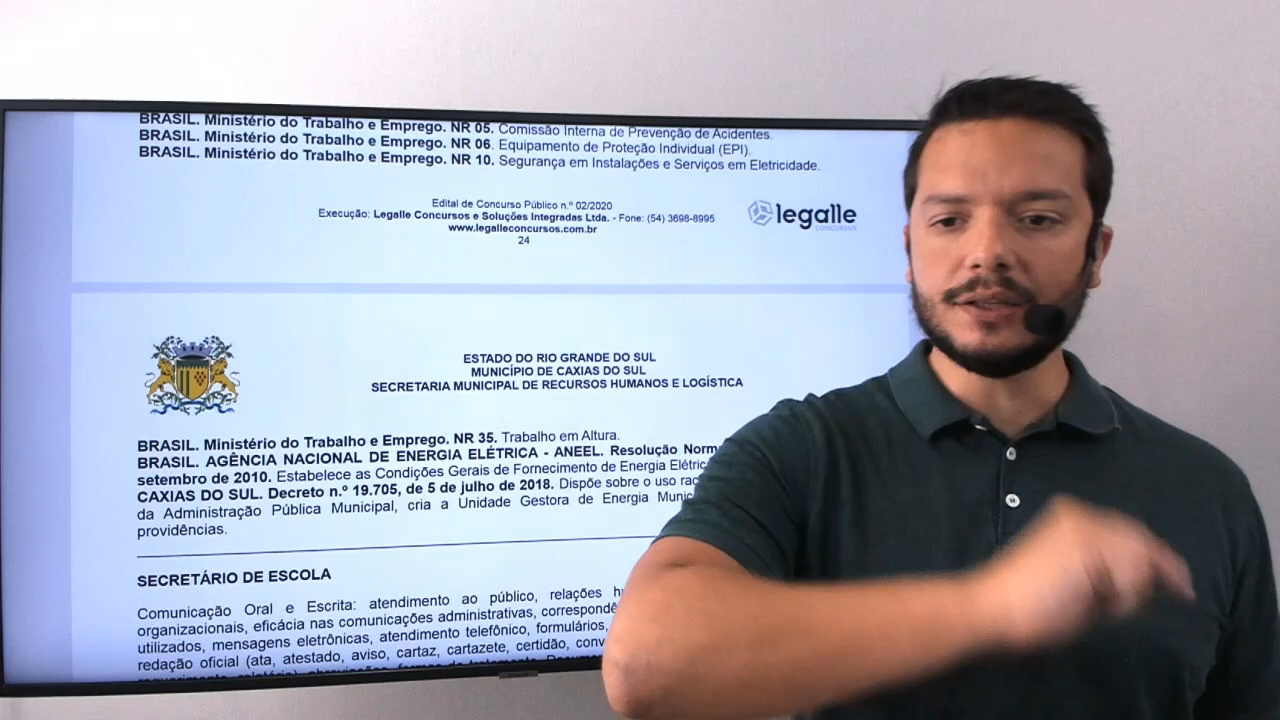 BRASIL. Ministério do Trabalho e Emprego. NR 05. Comissão Interna de Prevenção de Acidentes.
BRASIL. Ministério do Trabalho e Emprego. NR 06. Equipamento de Proteção Individual (EPI).
BRASIL. Ministério do Trabalho e Emprego. NR 10. Segurança em Instalações e Serviços em Eletricidade.
Edital de Concurso Público n.º 02/2020
Execução: Legalle Concursos e Soluções Integradas Ltda. - Fone: (54) 3698-8995
www.legalleconcursos.com.br
24
legalle
CONCURSOS
ESTADO DO RIO GRANDE DO SUL
MUNICÍPIO DE CAXIAS DO SUL
SECRETARIA MUNICIPAL DE RECURSOS HUMANOS E LOGÍSTICA
BRASIL. Ministério do Trabalho e Emprego. NR 35. Trabalho em Altura.
BRASIL. AGÊNCIA NACIONAL DE ENERGIA ELÉTRICA - ANEEL. Resolução
setembro de 2010. Estabelece as Condições Gerais de Fornecimento de Energia
CAXIAS DO SUL. Decreto n.º 19.705, de 5 de julho de 2018. Dispõe sobre o uso
da Administração Pública Municipal, cria a Unidade Gestora de Energia
providências.
SECRETÁRIO DE ESCOLA
Comunicação Oral e Escrita: atendimento ao público, relações
organizacionais, eficácia nas comunicações administrativas,
utilizados, mensagens eletrônicas, atendimento telefônico, formulários,
redação oficial (ata, atestado, aviso, cartaz, cartazete, certidão,